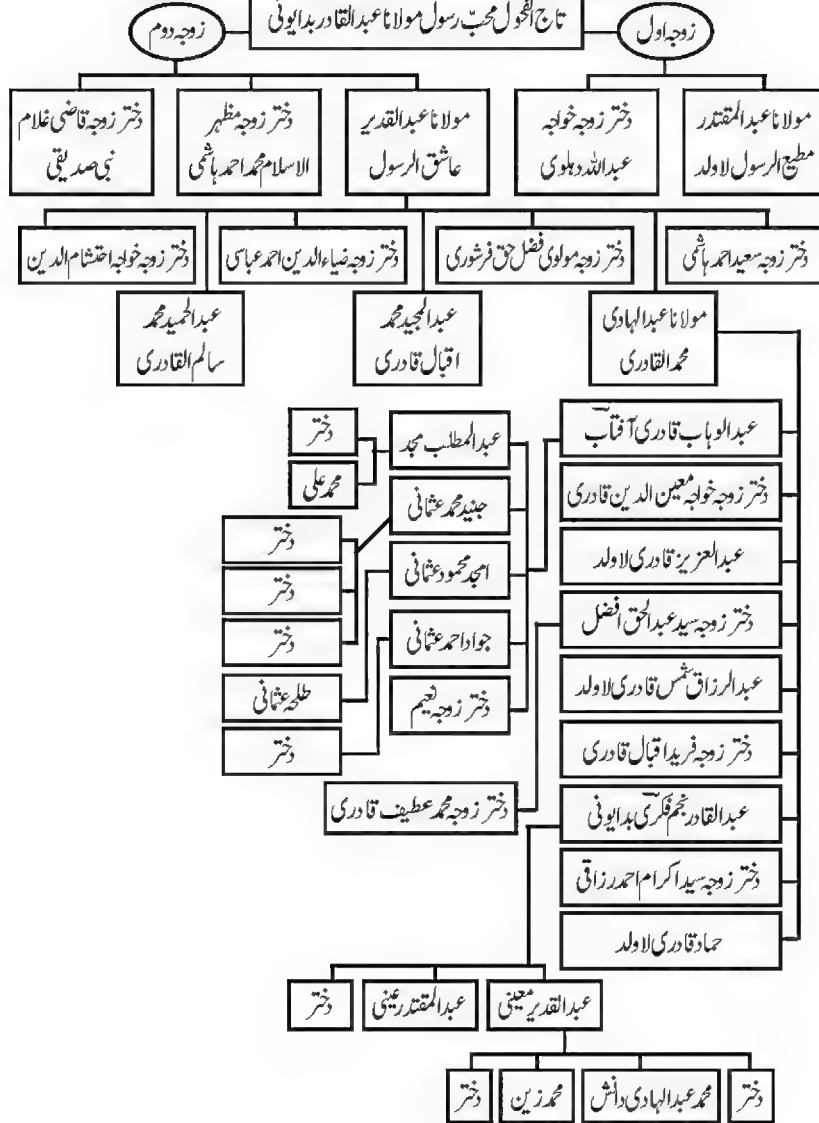 تاج الفحول محبّ رسول مولانا عبدالقادر بدایونی
زوجہ اول
زوجہ دوم
مولانا عبدالمقتدر
مطیع الرسول لاولد
دختر زوجہ خواجہ
عبداللہ دہلوی
مولانا عبدالقدیر
عاشق الرسول
دختر زوجہ مظہر
الاسلام محمد احمد ہاشمی
دختر زوجہ قاضی غلام
نبی صدیقی
دختر زوجہ سعید احمد ہاشمی
دختر زوجہ مولوی فضل حق فرشوری
دختر زوجہ ضیاءالدین احمد عباسی
دختر زوجہ خواجہ احتشام الدین
مولانا عبدالہادی
محمد القادری
عبدالمجید محمد
اقبال قادری
عبدالحمید محمد
سالم القادری
عبدالوہاب قادری آفتاب
دختر زوجہ خواجہ معین الدین قادری
عبدالعزیز قادری لاولد
دختر زوجہ سید عبدالحق افضل
عبدالرزاق شمس قادری لاولد
دختر زوجہ فرید اقبال قادری
عبدالقادر نجم فکری بدایونی
دختر زوجہ سید اکرام احمد رزاقی
حماد قادری لاولد
عبدالمطلب مجد
جنید محمد عثمانی
امجد محمود عثمانی
جواد احمد عثمانی
دختر زوجہ نعیم
دختر
محمد علی
دختر
دختر
دختر
طلحہ عثمانی
دختر
دختر زوجہ محمد عطیف قادری
عبدالقدیر معینی
عبدالمقتدر عینی
دختر
دختر
محمد عبدالہادی دانش
محمد زین
دختر